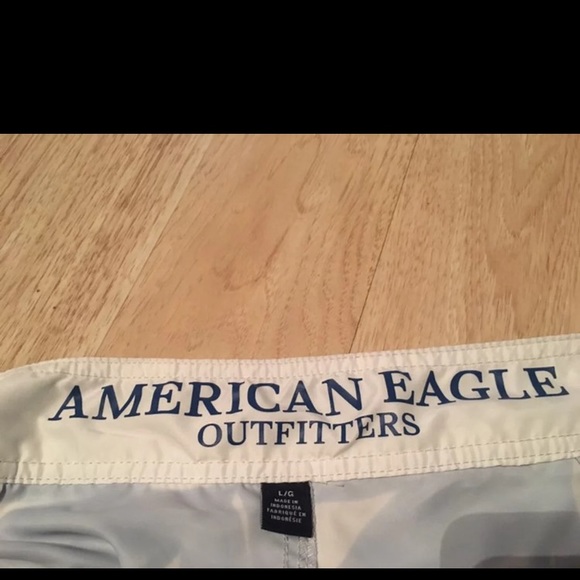 AMERICAN EAGLE
OUTFITTERS
L/G
MADE IN
INDONESIA
FABRIQUÉ EN
INDONÉSIE